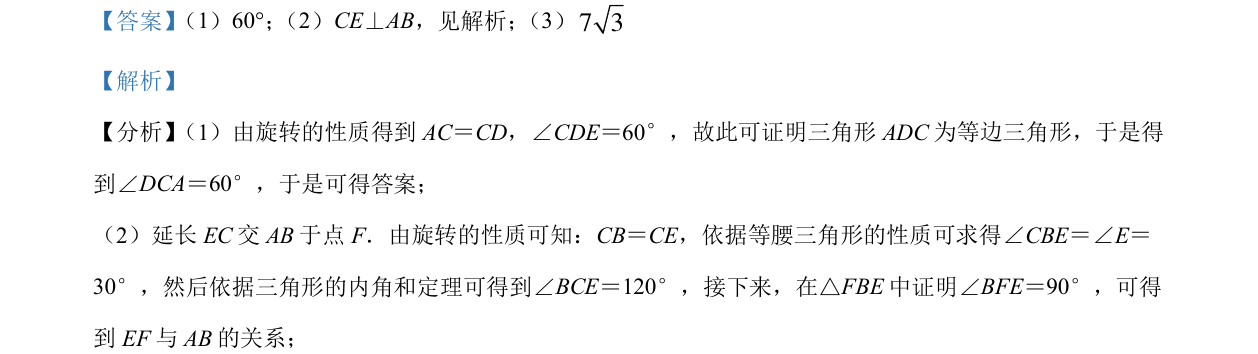 【答案】（1）60°；（2）CE⊥AB，见解析；（3）7√3
【解析】
【分析】（1）由旋转的性质得到 AC＝CD，∠CDE＝60°，故此可证明三角形 ADC 为等边三角形，于是得
到∠DCA＝60°，于是可得答案；
（2）延长 EC 交 AB 于点 F．由旋转的性质可知：CB＝CE，依据等腰三角形的性质可求得∠CBE＝∠E＝
30°，然后依据三角形的内角和定理可得到∠BCE＝120°，接下来，在△FBE 中证明∠BFE＝90°，可得
到 EF 与 AB 的关系；